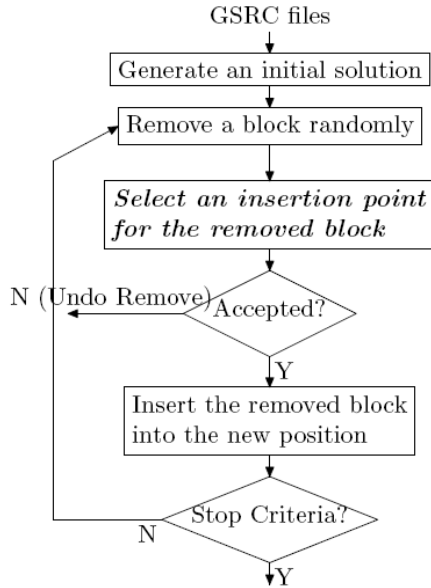 GSRC files
Generate an initial solution
Remove a block randomly
Select an insertion point
for the removed block
N (Undo Remove)
Accepted?
Y
Insert the removed block
into the new position
Stop Criteria?
N
Y